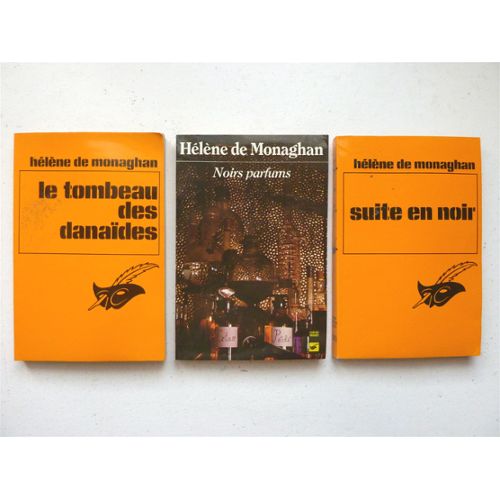 hélène de monaghan
le tombeau
des
danaïdes
Hélène de Monaghan
Noirs parfums
hélène de monaghan
suite en noir